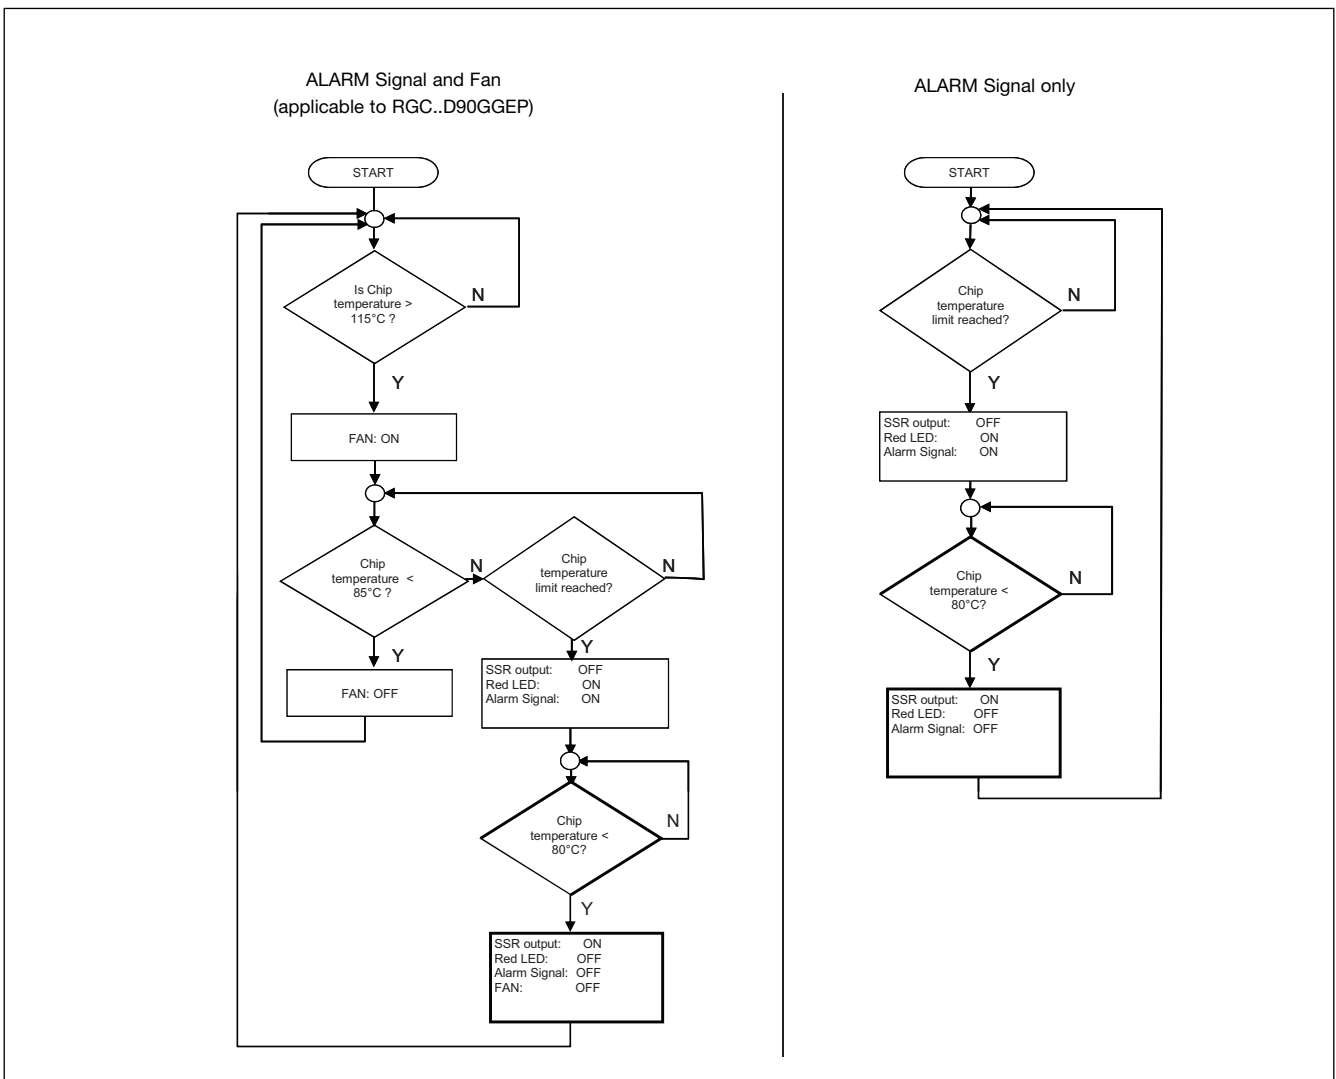 ALARM Signal and Fan
(applicable to RGC..D90GGEP)
START
Is Chip
temperature >
115°C ?
N
Y
FAN: ON
Chip
temperature <
85°C ?
N
Y
FAN: OFF
Chip
temperature
limit reached?
N
Y
SSR output: OFF
Red LED: ON
Alarm Signal: ON
Chip
temperature <
80°C?
N
Y
SSR output: ON
Red LED: OFF
Alarm Signal: OFF
FAN: OFF
ALARM Signal only
START
Chip
temperature
limit reached?
N
Y
SSR output: OFF
Red LED: ON
Alarm Signal: ON
Chip
temperature <
80°C?
N
Y
SSR output: ON
Red LED: OFF
Alarm Signal: OFF